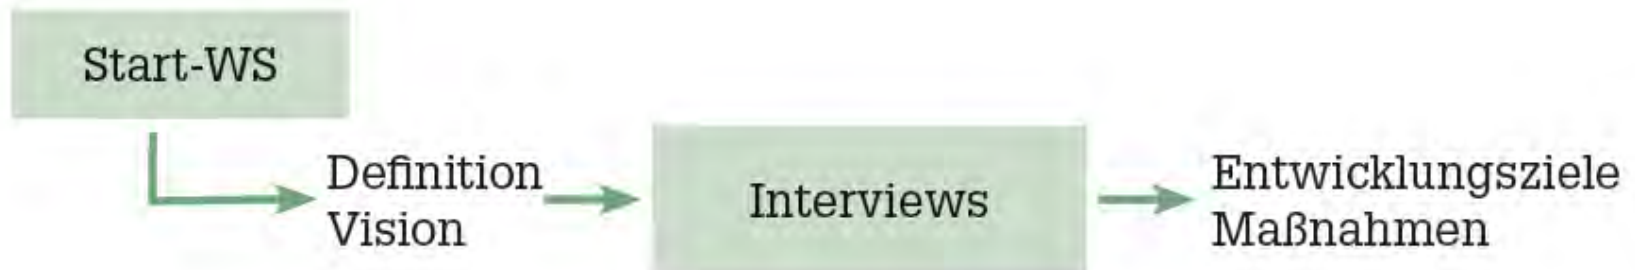 Start-WS
Definition
Vision
Interviews
Entwicklungsziele
Maßnahmen